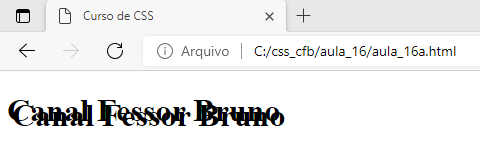 Curso de CSS
Arquivo C:/css_cfb/aula_16/aula_16a.html
Canal Fessor Bruno